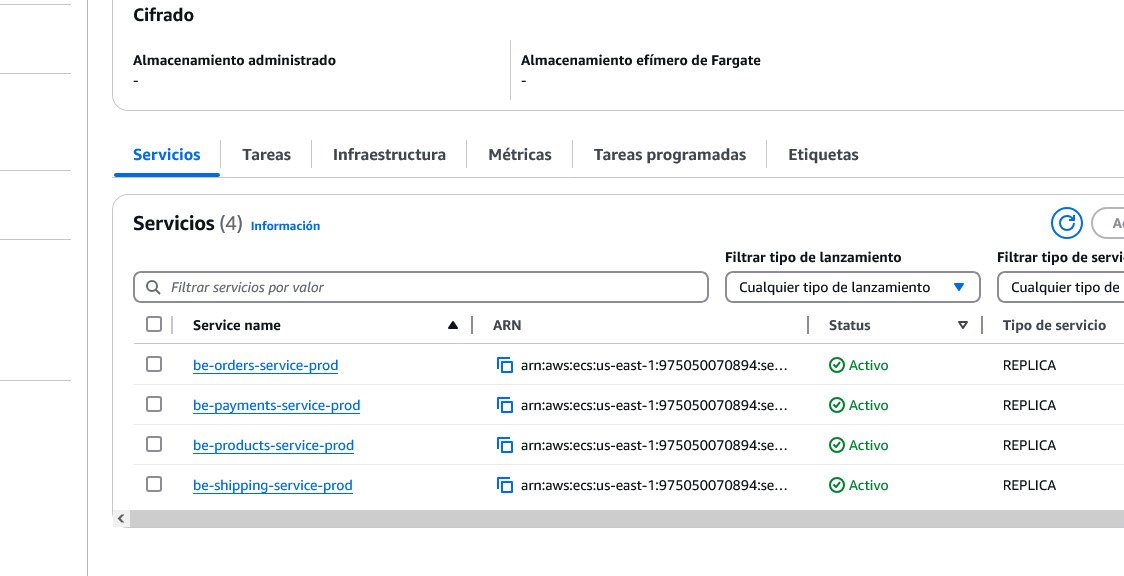 Cifrado
Almacenamiento administrado
-
Almacenamiento efímero de Fargate
-
Servicios Tareas Infraestructura Métricas Tareas programadas Etiquetas
Servicios (4) Información
Filtrar tipo de lanzamiento Filtrar tipo de servi
Filtrar servicios por valor Cualquier tipo de lanzamiento Cualquier tipo de
Service name ARN Status Tipo de servicio
be-orders-service-prod arn:aws:ecs:us-east-1:975050070894:se... Activo REPLICA
be-payments-service-prod arn:aws:ecs:us-east-1:975050070894:se... Activo REPLICA
be-products-service-prod arn:aws:ecs:us-east-1:975050070894:se... Activo REPLICA
be-shipping-service-prod arn:aws:ecs:us-east-1:975050070894:se... Activo REPLICA